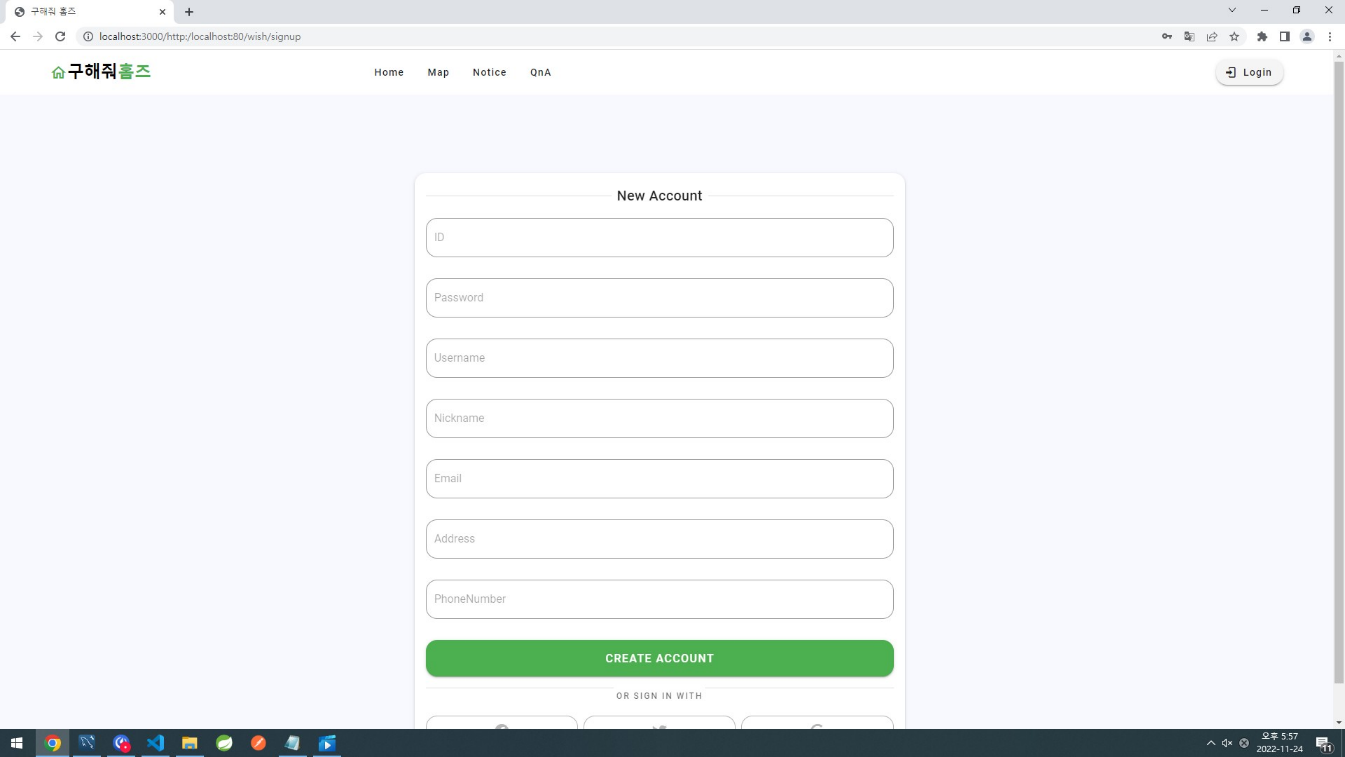 구해줘 홈즈
localhost:3000/http:/localhost:80/wish/signup
구해줘홈즈
Home
Map
Notice
QnA
Login
New Account
ID
Password
Username
Nickname
Email
Address
PhoneNumber
CREATE ACCOUNT
OR SIGN IN WITH
오후 5:57
2022-11-24
11